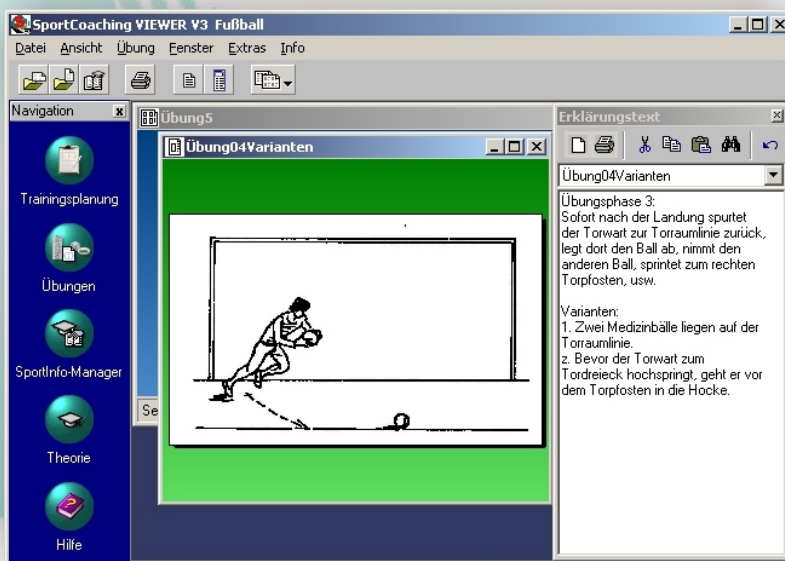 SportCoaching VIEWER V3 Fußball
Datei Ansicht Übung Fenster Extras Info
Navigation
Trainingsplanung
Übungen
SportInfo-Manager
Theorie
Hilfe
Übung5
Übung04Varianten
Se
Erklärungstext
Übung04Varianten
Übungsphase 3:
Sofort nach der Landung spurtet
der Torwart zur Torraumlinie zurück,
legt dort den Ball ab, nimmt den
anderen Ball, sprintet zum rechten
Torpfosten, usw.
Varianten:
1. Zwei Medizinbälle liegen auf der
Torraumlinie.
z. Bevor der Torwart zum
Tordreieck hochspringt, geht er vor
dem Torpfosten in die Hocke.